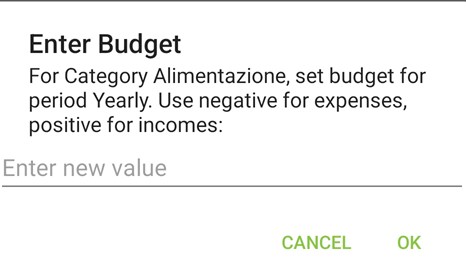 Enter Budget
For Category Alimentazione, set budget for
period Yearly. Use negative for expenses,
positive for incomes:
Enter new value
CANCEL OK